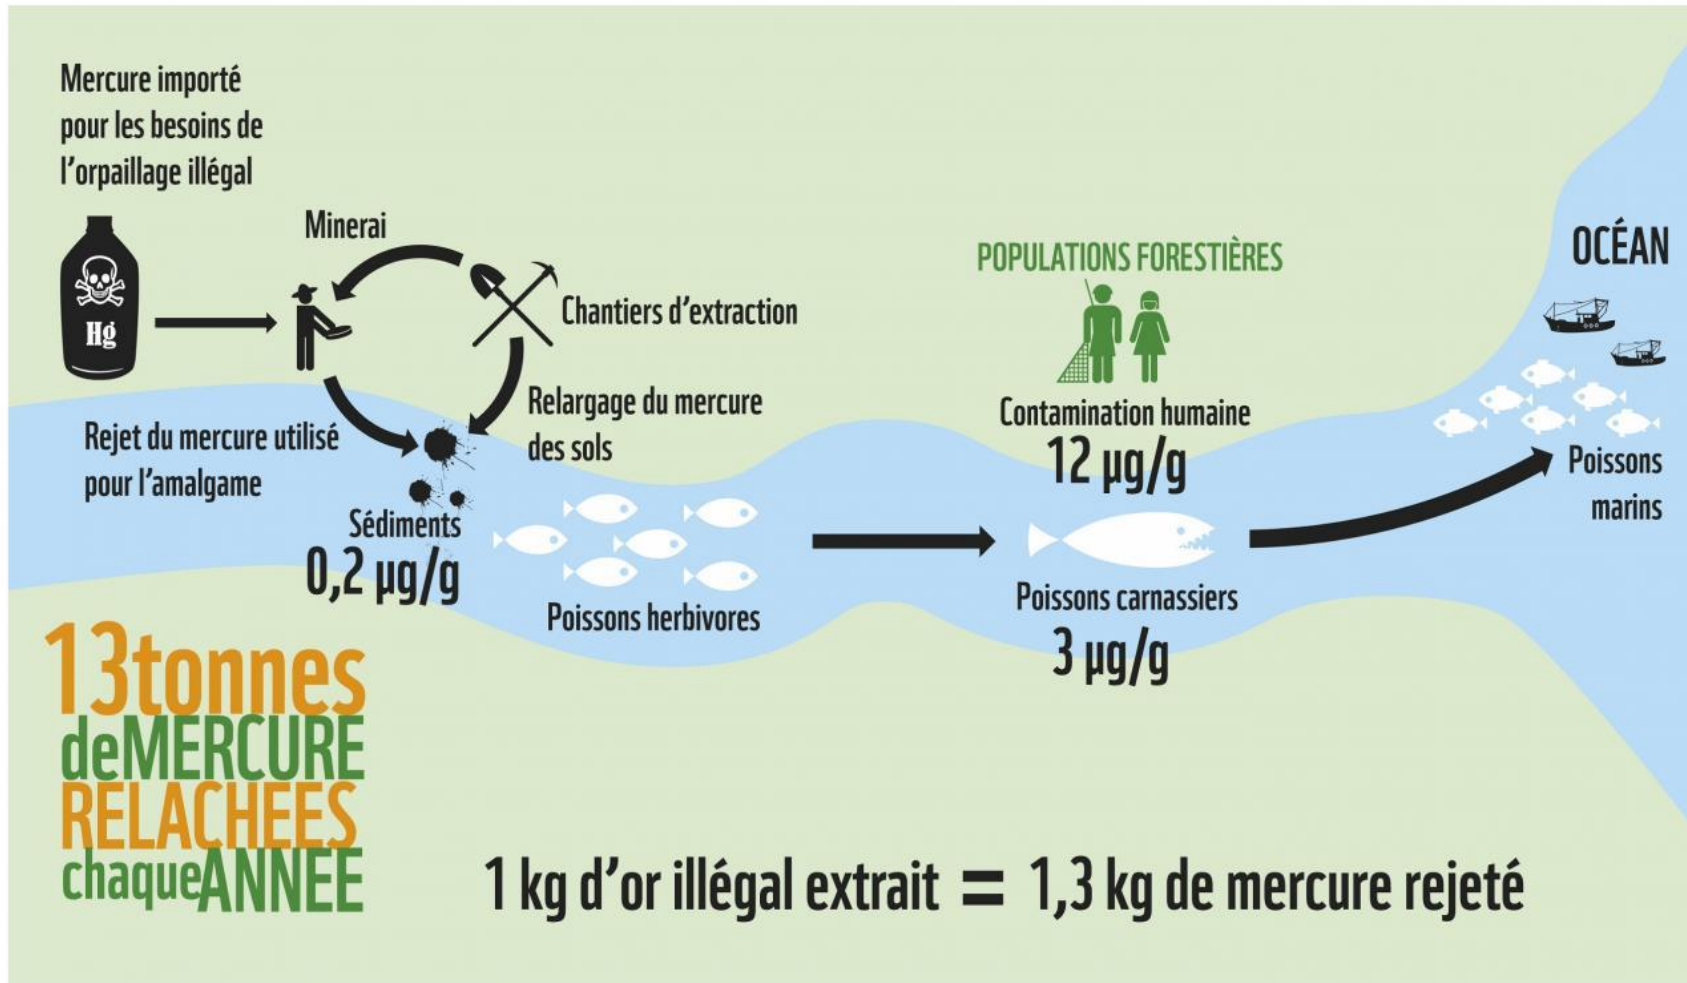 Mercure importé
pour les besoins de
l'orpaillage illégal
Hg
Minerai
Chantiers d'extraction
Rejet du mercure utilisé
pour l'amalgame
Relargage du mercure
des sols
Sédiments
0,2 µg/g
Poissons herbivores
POPULATIONS FORESTIÈRES
Contamination humaine
12 µg/g
Poissons carnassiers
3 µg/g
OCÉAN
Poissons
marins
13tonnes
deMERCURE
RELACHEES
chaqueANNEE
1 kg d'or illégal extrait = 1,3 kg de mercure rejeté